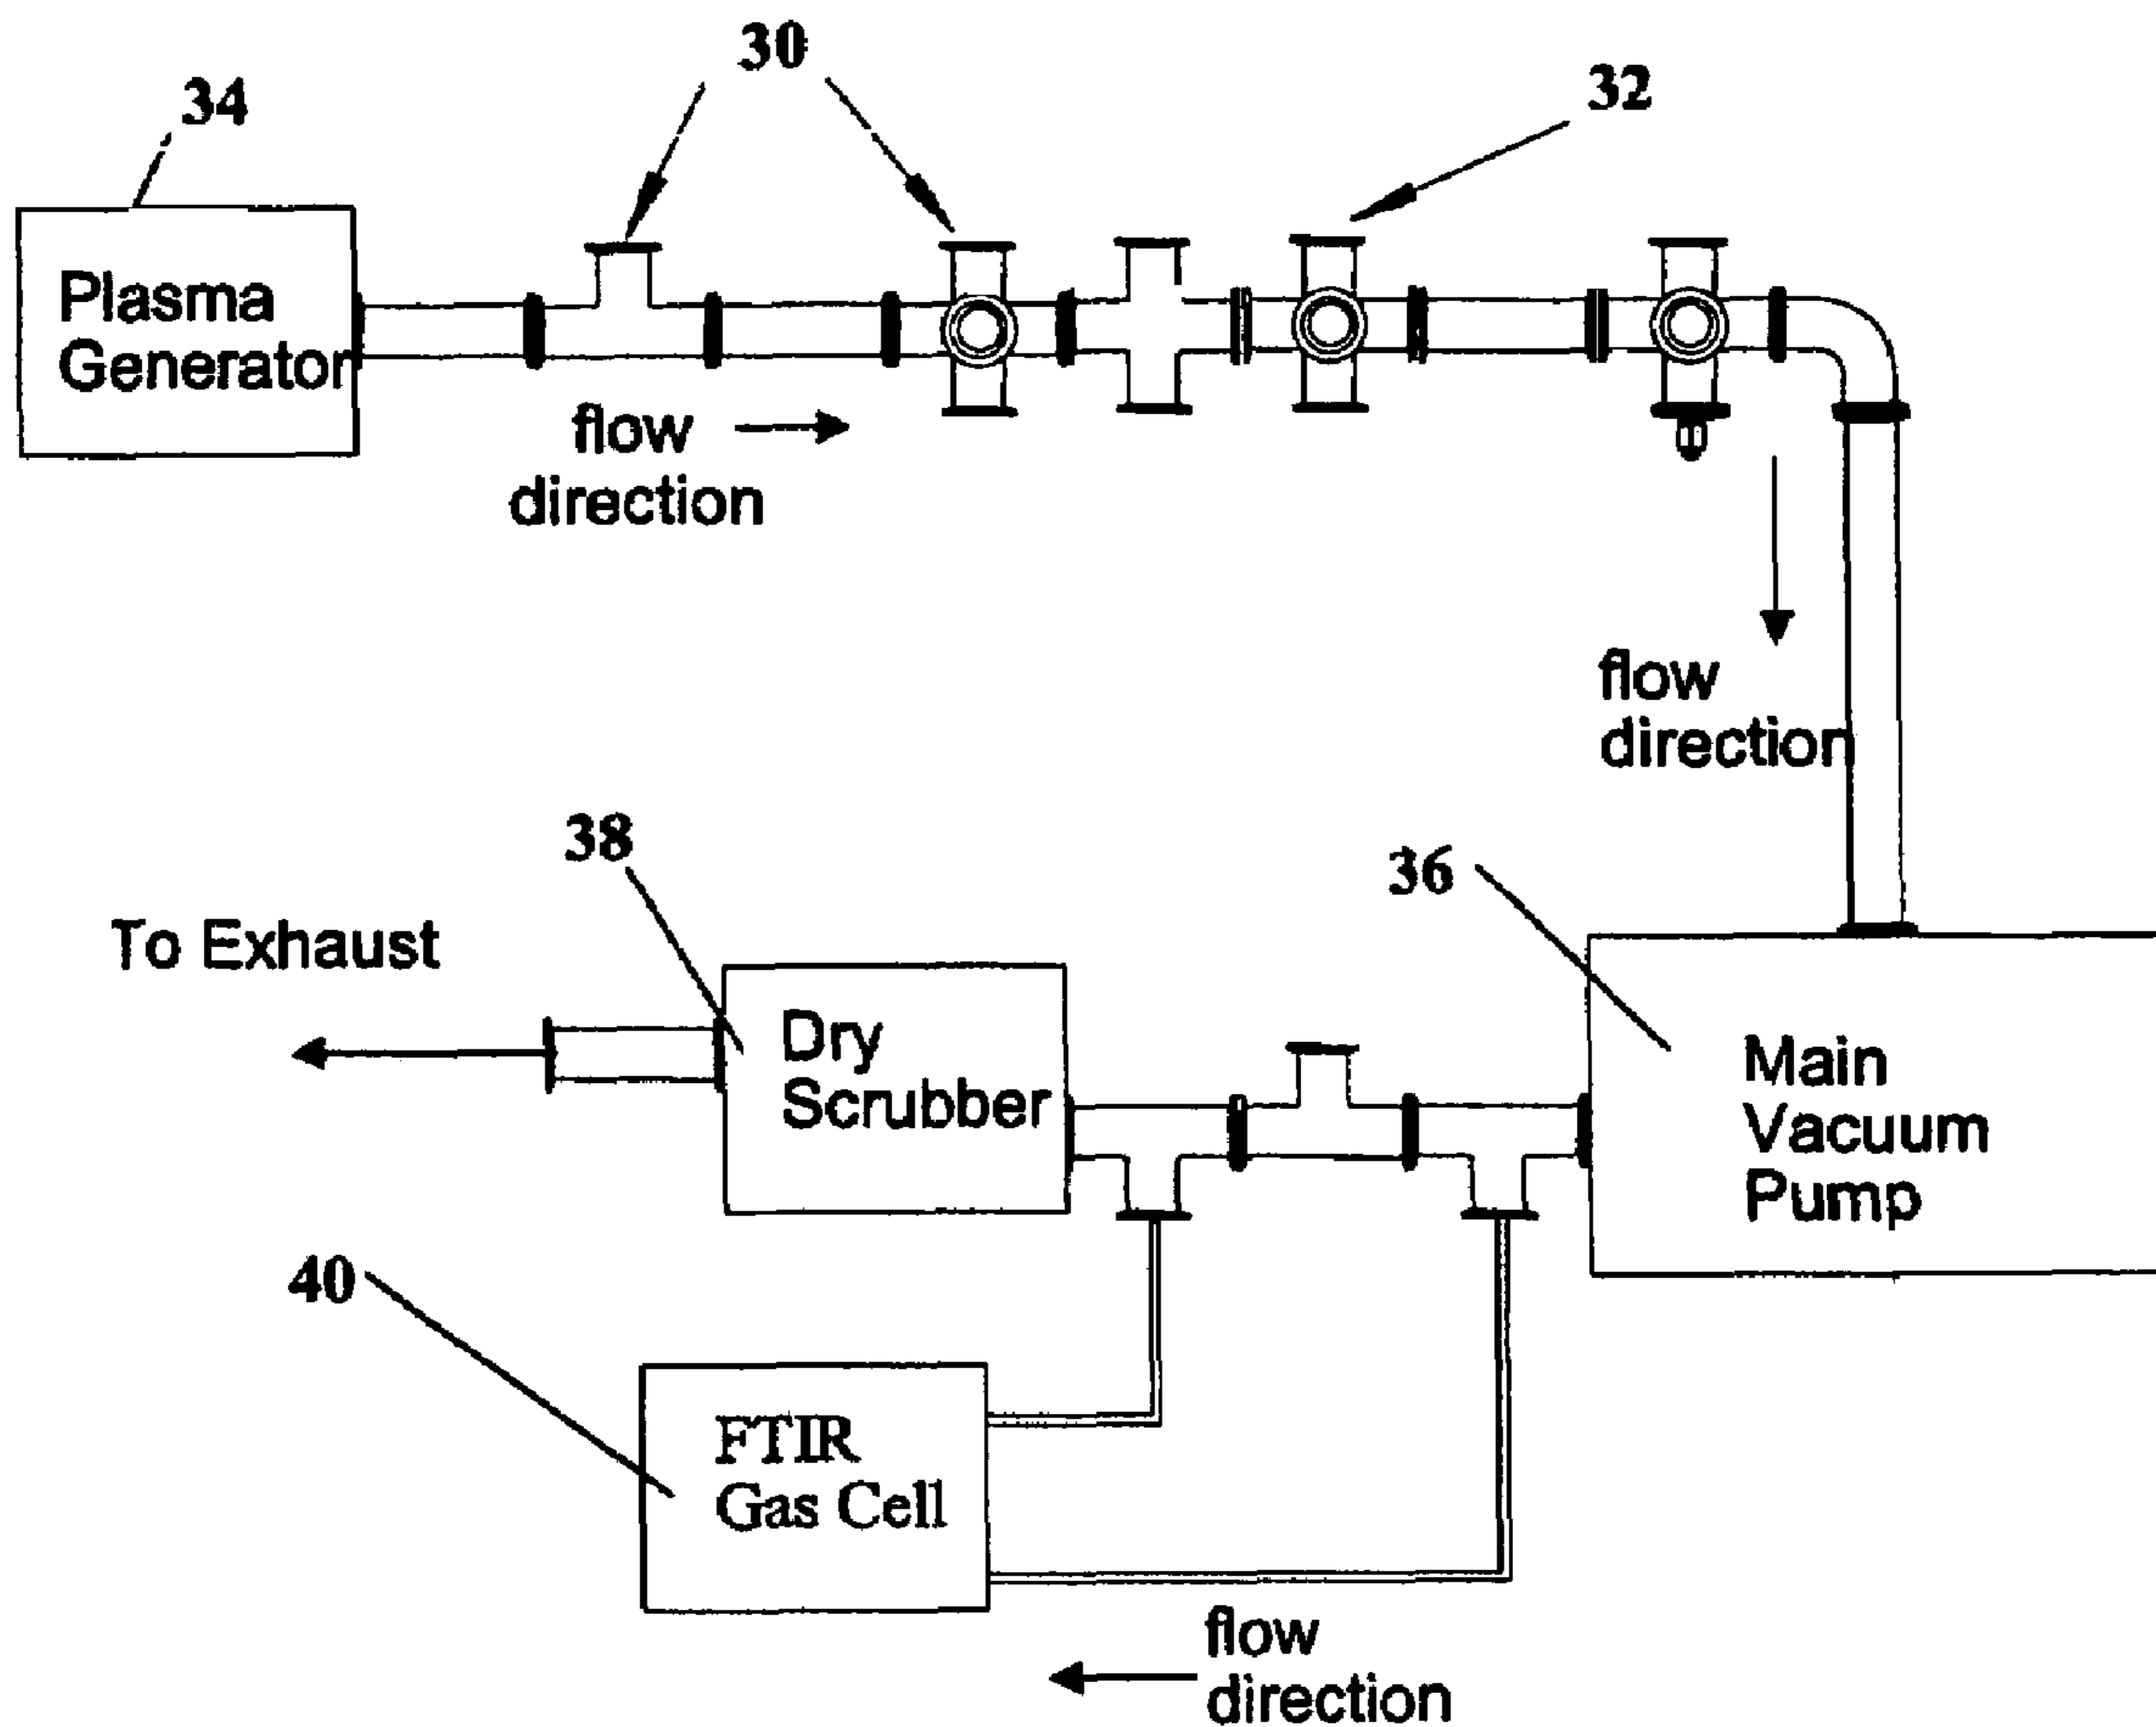 30
32
34
Plasma
Generator
flow
direction
flow
direction
38
36
To Exhaust
Dry
Scrubber
Main
Vacuum
Pump
40
FTIR
Gas Cell
flow
direction